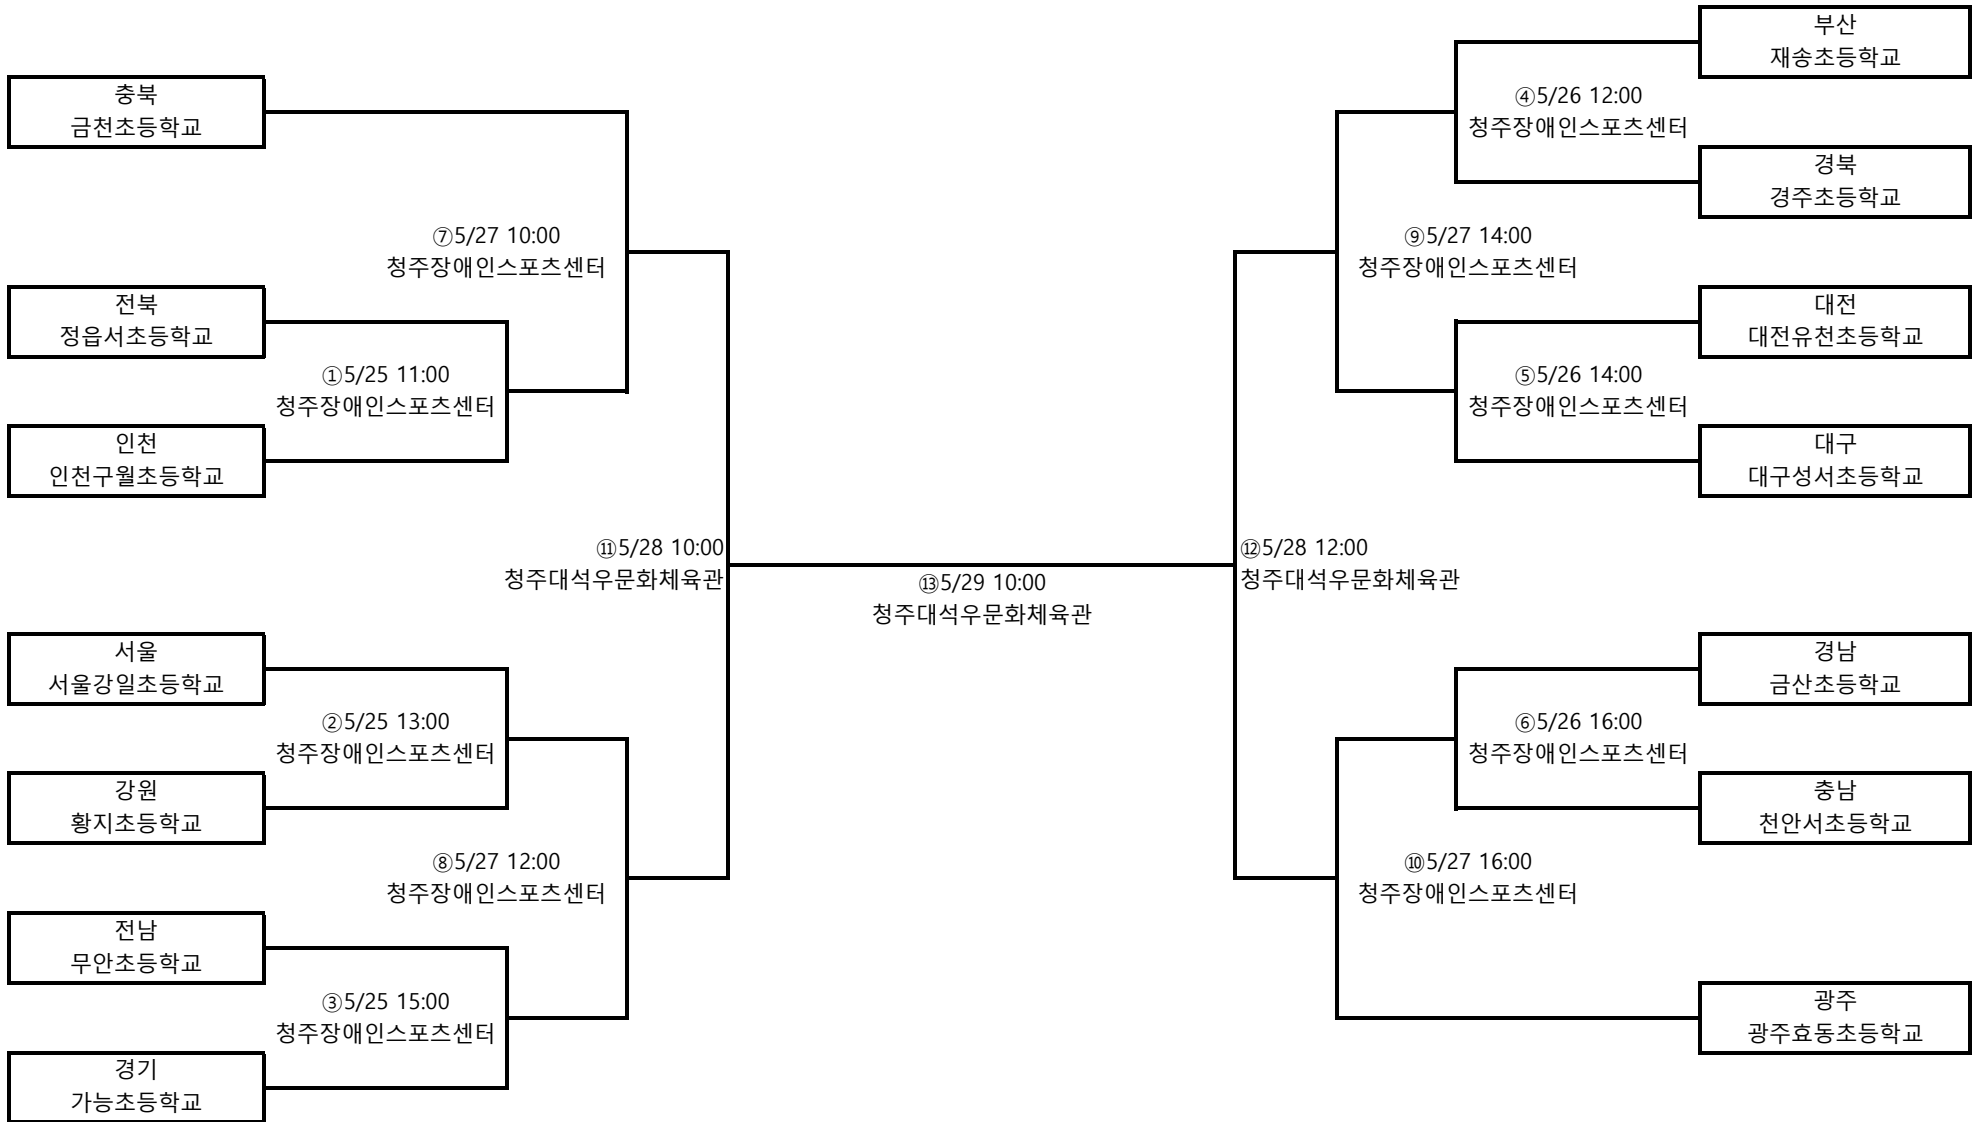 충북
금천초등학교
⑦5/27 10:00
청주장애인스포츠센터
전북
정읍서초등학교
①5/25 11:00
청주장애인스포츠센터
인천
인천구월초등학교
⑪5/28 10:00
청주대석우문화체육관
서울
서울강일초등학교
②5/25 13:00
청주장애인스포츠센터
강원
황지초등학교
⑧5/27 12:00
청주장애인스포츠센터
전남
무안초등학교
③5/25 15:00
청주장애인스포츠센터
경기
가능초등학교
⑬5/29 10:00
청주대석우문화체육관
부산
재송초등학교
④5/26 12:00
청주장애인스포츠센터
경북
경주초등학교
⑨5/27 14:00
청주장애인스포츠센터
대전
대전유천초등학교
⑤5/26 14:00
청주장애인스포츠센터
대구
대구성서초등학교
⑫5/28 12:00
청주대석우문화체육관
경남
금산초등학교
⑥5/26 16:00
청주장애인스포츠센터
충남
천안서초등학교
⑩5/27 16:00
청주장애인스포츠센터
광주
광주효동초등학교